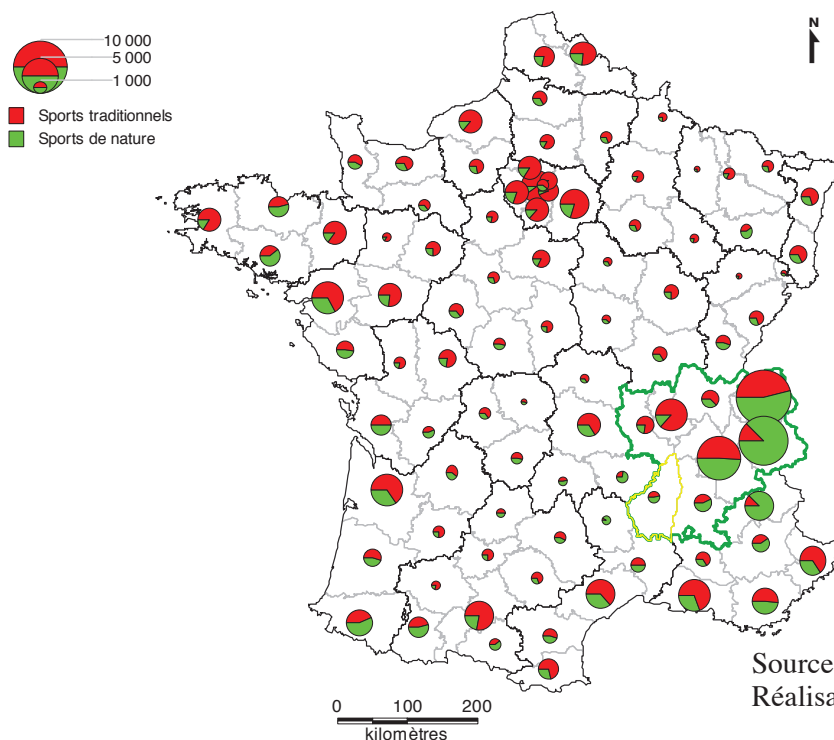 N
10 000
5 000
1 000
Sports traditionnels
Sports de nature
Source
Réalisa
0 100 200
kilomètres